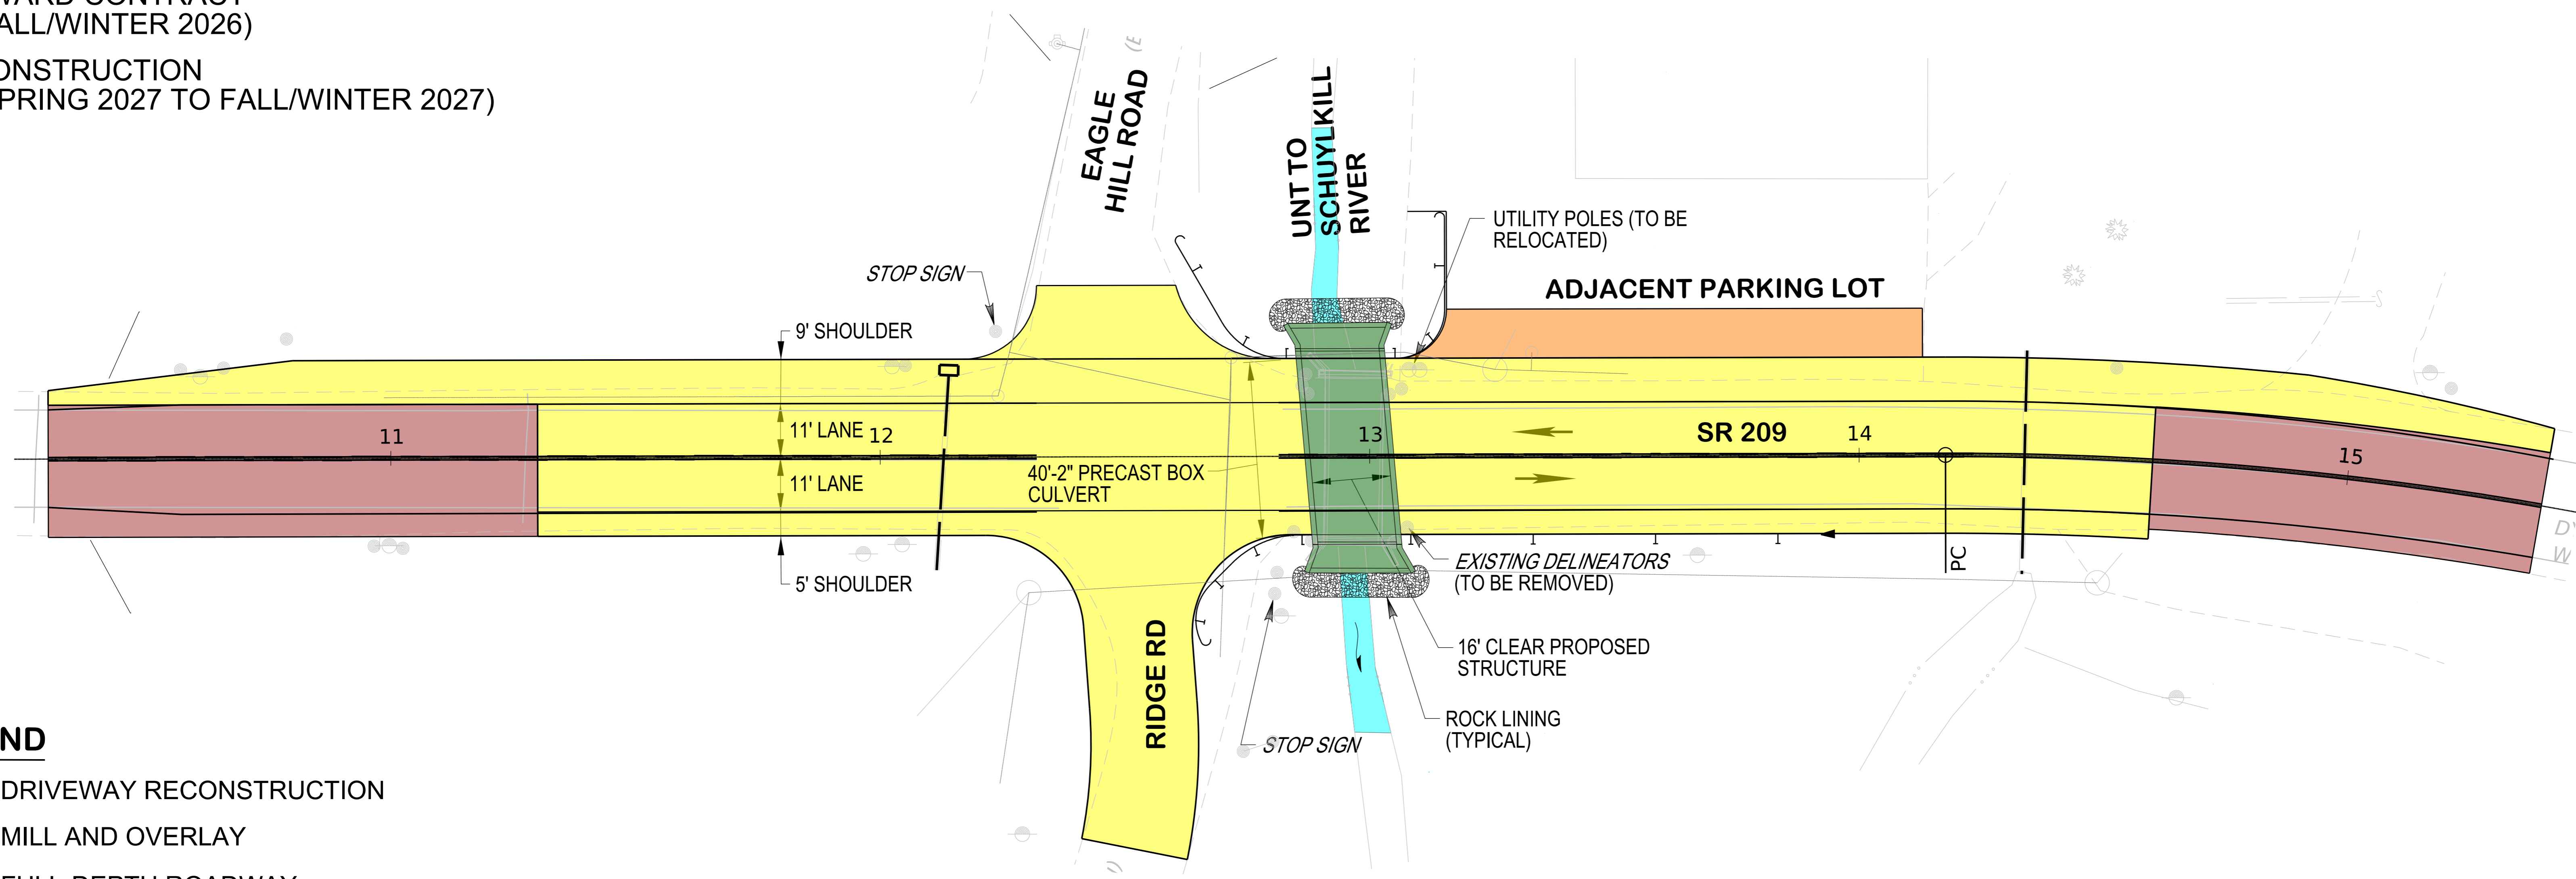 ALL/WINTER 2026)
ONSTRUCTION
PRING 2027 TO FALL/WINTER 2027)
EAGLE
HILL ROAD
UNT TO
SCHUYLKILL
RIVER
UTILITY POLES (TO BE
RELOCATED)
STOP SIGN
ADJACENT PARKING LOT
9' SHOULDER
11
11' LANE
12
13
SR 209
14
15
40'-2" PRECAST BOX
CULVERT
11' LANE
5' SHOULDER
EXISTING DELINEATORS
(TO BE REMOVED)
PC
RIDGE RD
16' CLEAR PROPOSED
STRUCTURE
ROCK LINING
(TYPICAL)
STOP SIGN
ND
DRIVEWAY RECONSTRUCTION
MILL AND OVERLAY
FULL DEPTH ROADWAY